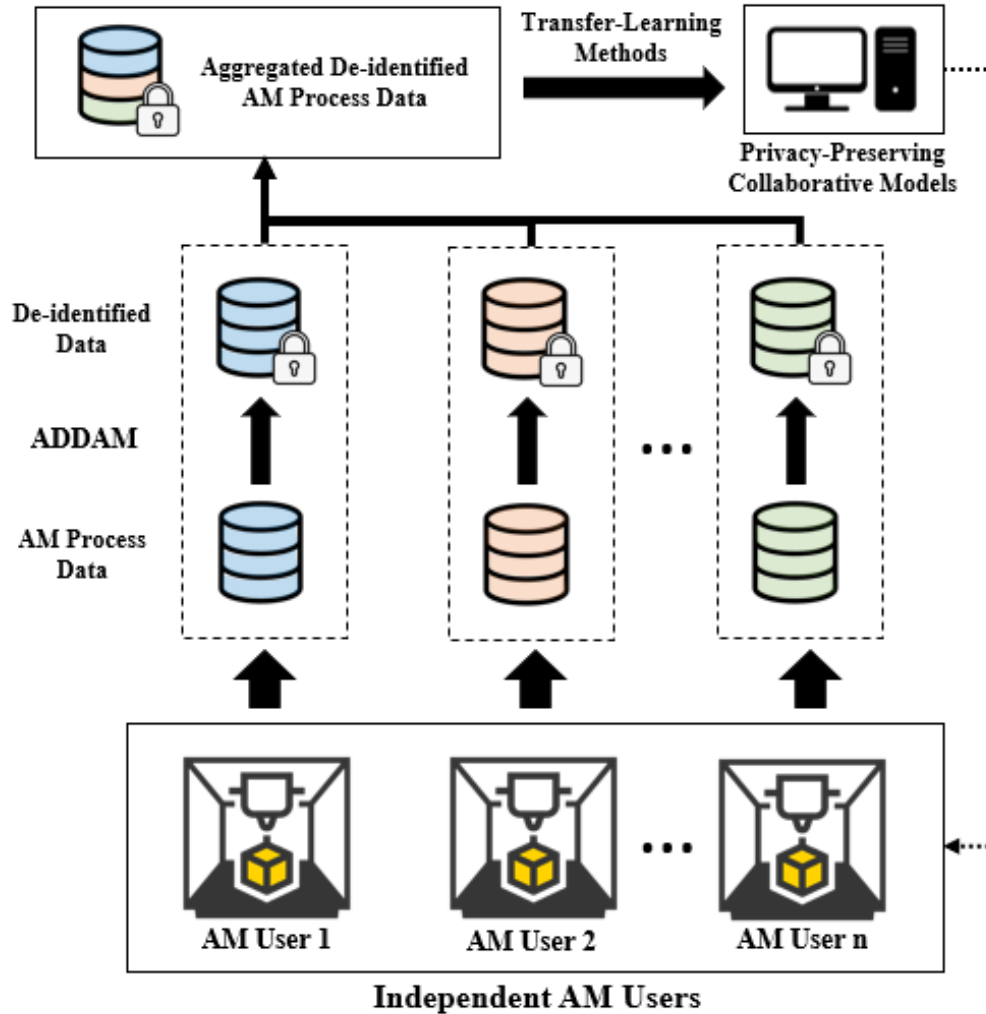 Transfer-Learning
Methods
Aggregated De-identified
AM Process Data
Privacy-Preserving
Collaborative Models
De-identified
Data
ADDAM
...
AM Process
Data
...
AM User 1
AM User 2
AM User n
Independent AM Users